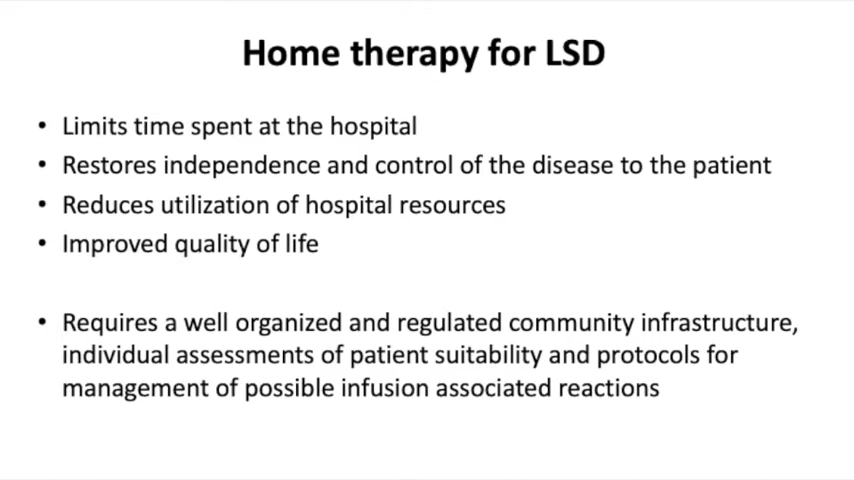 Home therapy for LSD
• Limits time spent at the hospital
• Restores independence and control of the disease to the patient
• Reduces utilization of hospital resources
• Improved quality of life
• Requires a well organized and regulated community infrastructure,
individual assessments of patient suitability and protocols for
management of possible infusion associated reactions